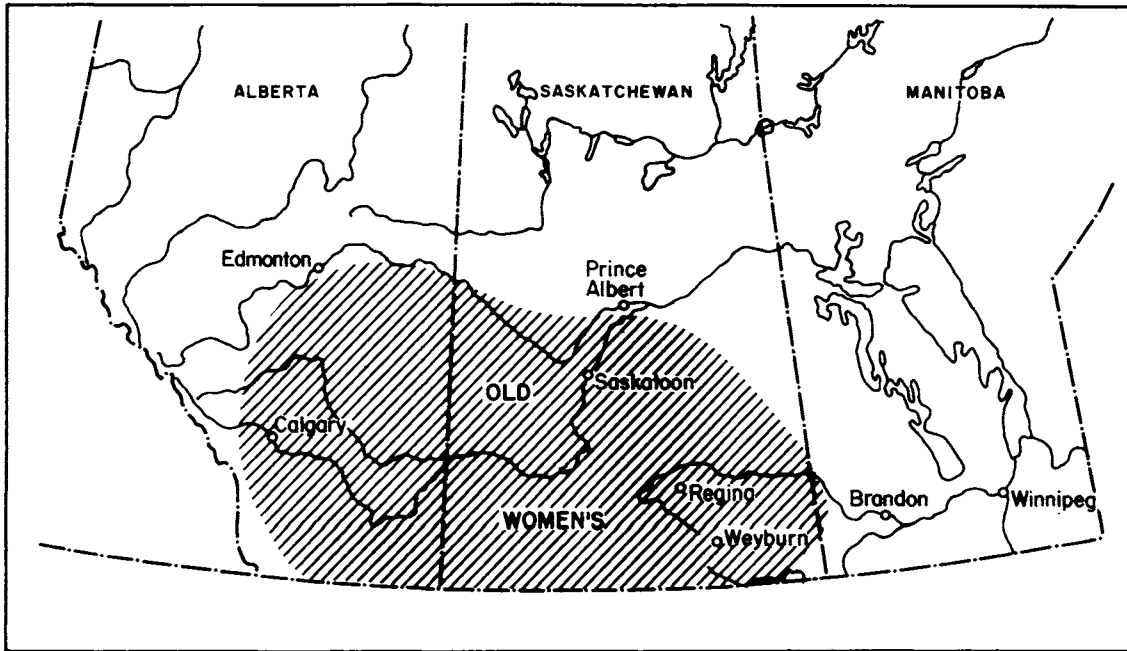 ALBERTA
SASKATCHEWAN
MANITOBA
Edmonton
Prince
Albert
OLD
Saskatoon
Calgary
Regina
Brandon
Winnipeg
WOMEN'S
Weyburn